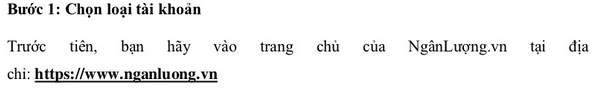 Bước 1: Chọn loại tài khoản
Trước tiên, bạn hãy vào trang chủ của NgânLượng.vn tại địa
chỉ: https://www.nganluong.vn